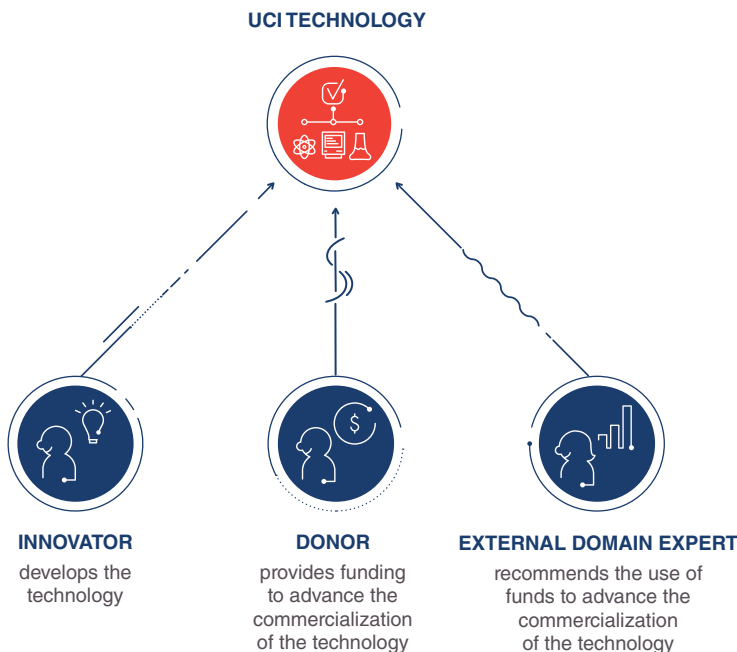 UCI TECHNOLOGY
$
INNOVATOR
develops the
technology
DONOR
provides funding
to advance the
commercialization
of the technology
EXTERNAL DOMAIN EXPERT
recommends the use of
funds to advance the
commercialization
of the technology